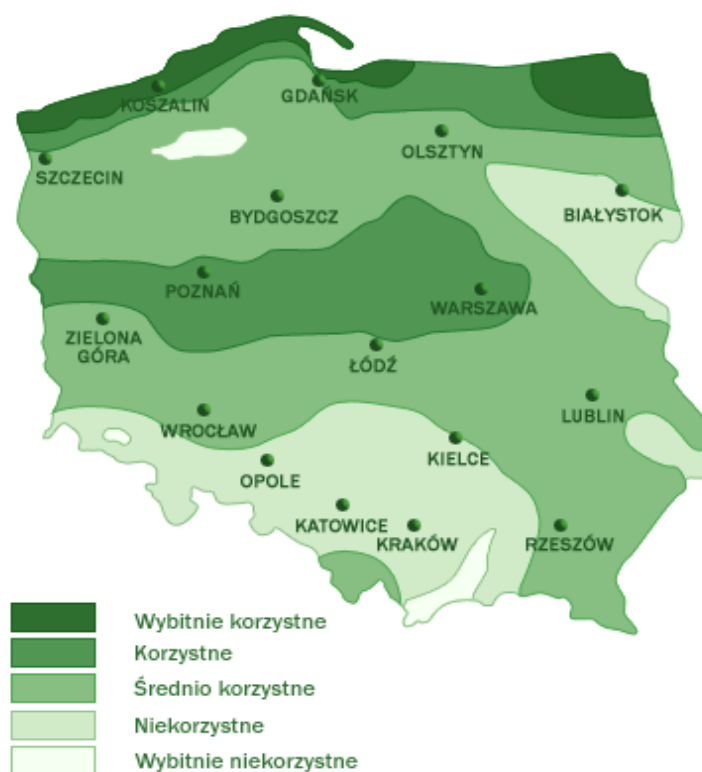 KOSZALIN
GDAŃSK
OLSZTYN
SZCZECIN
BIAŁYSTOK
BYDGOSZCZ
POZNAŃ
WARSZAWA
ZIELONA
GÓRA
ŁÓDŹ
LUBLIN
WROCŁAW
KIELCE
OPOLE
KATOWICE
KRAKÓW
RZESZÓW
Wybitnie korzystne
Korzystne
Średnio korzystne
Niekorzystne
Wybitnie niekorzystne